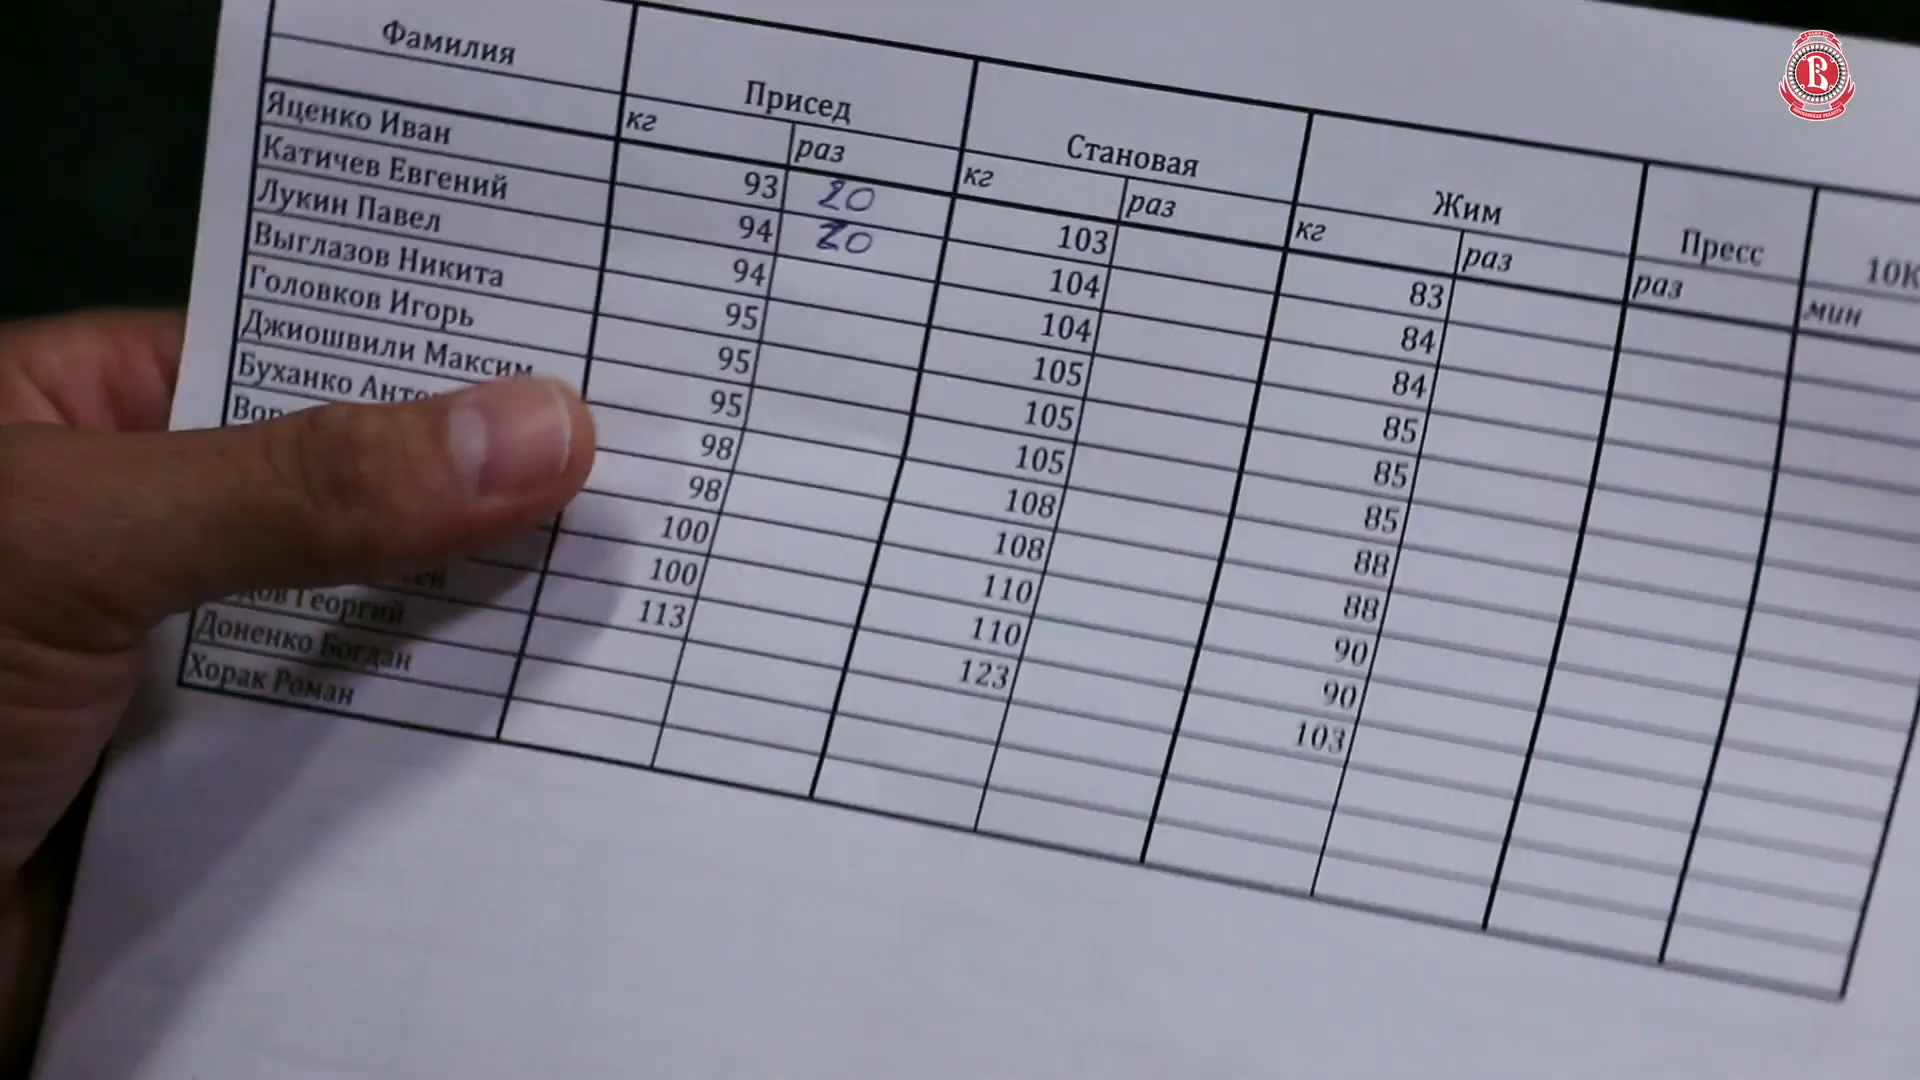 Фамилия Присед Становая Жим Пресс
кг раз кг раз кг раз раз мин
Яценко Иван 93 20 103 83
Катичев Евгений 94 20 104 84
Лукин Павел 94 104 84
Выглазов Никита 95 105 85
Головков Игорь 95 105 85
Джиошвили Максим 95 105 85
Буханко 98 108 88
98 108 88
100 110 90
100 110 90
Георгий 113 123 103
Доненко Богдан
Хорак Роман